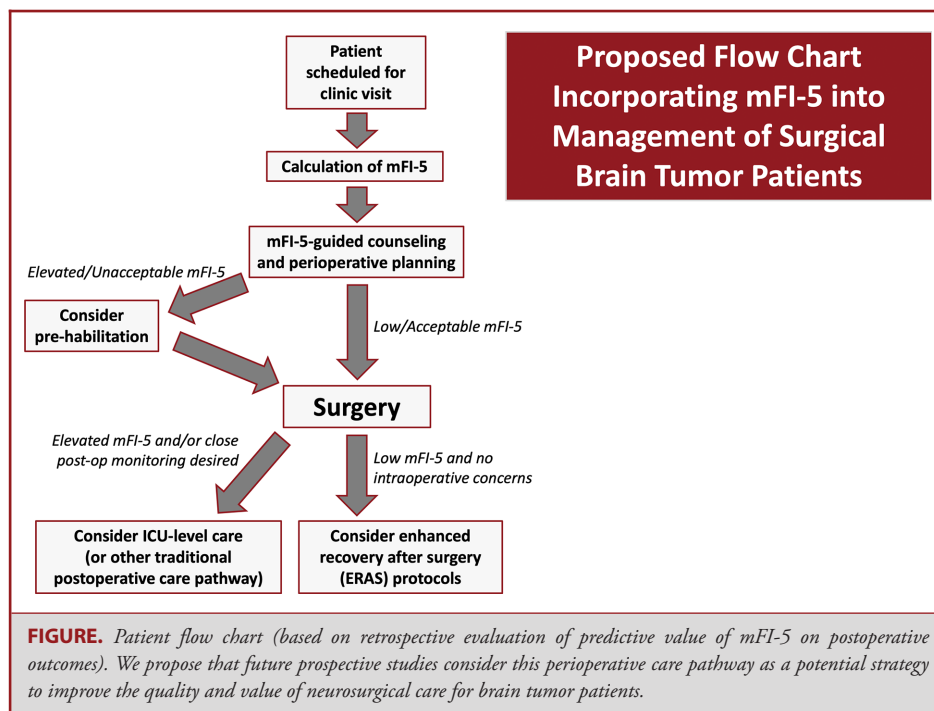 Patient
scheduled for
clinic visit
Proposed Flow Chart
Incorporating mFI-5 into
Management of Surgical
Brain Tumor Patients
Calculation of mFI-5
mFI-5-guided counseling
and perioperative planning
Elevated/Unacceptable mFI-5
Consider
pre-habilitation
Low/Acceptable mFI-5
Surgery
Elevated mFI-5 and/or close
post-op monitoring desired
Low mFI-5 and no
intraoperative concerns
Consider ICU-level care
(or other traditional
postoperative care pathway)
Consider enhanced
recovery after surgery
(ERAS) protocols
FIGURE. Patient flow chart (based on retrospective evaluation of predictive value of mFI-5 on postoperative
outcomes). We propose that future prospective studies consider this perioperative care pathway as a potential strategy
to improve the quality and value of neurosurgical care for brain tumor patients.